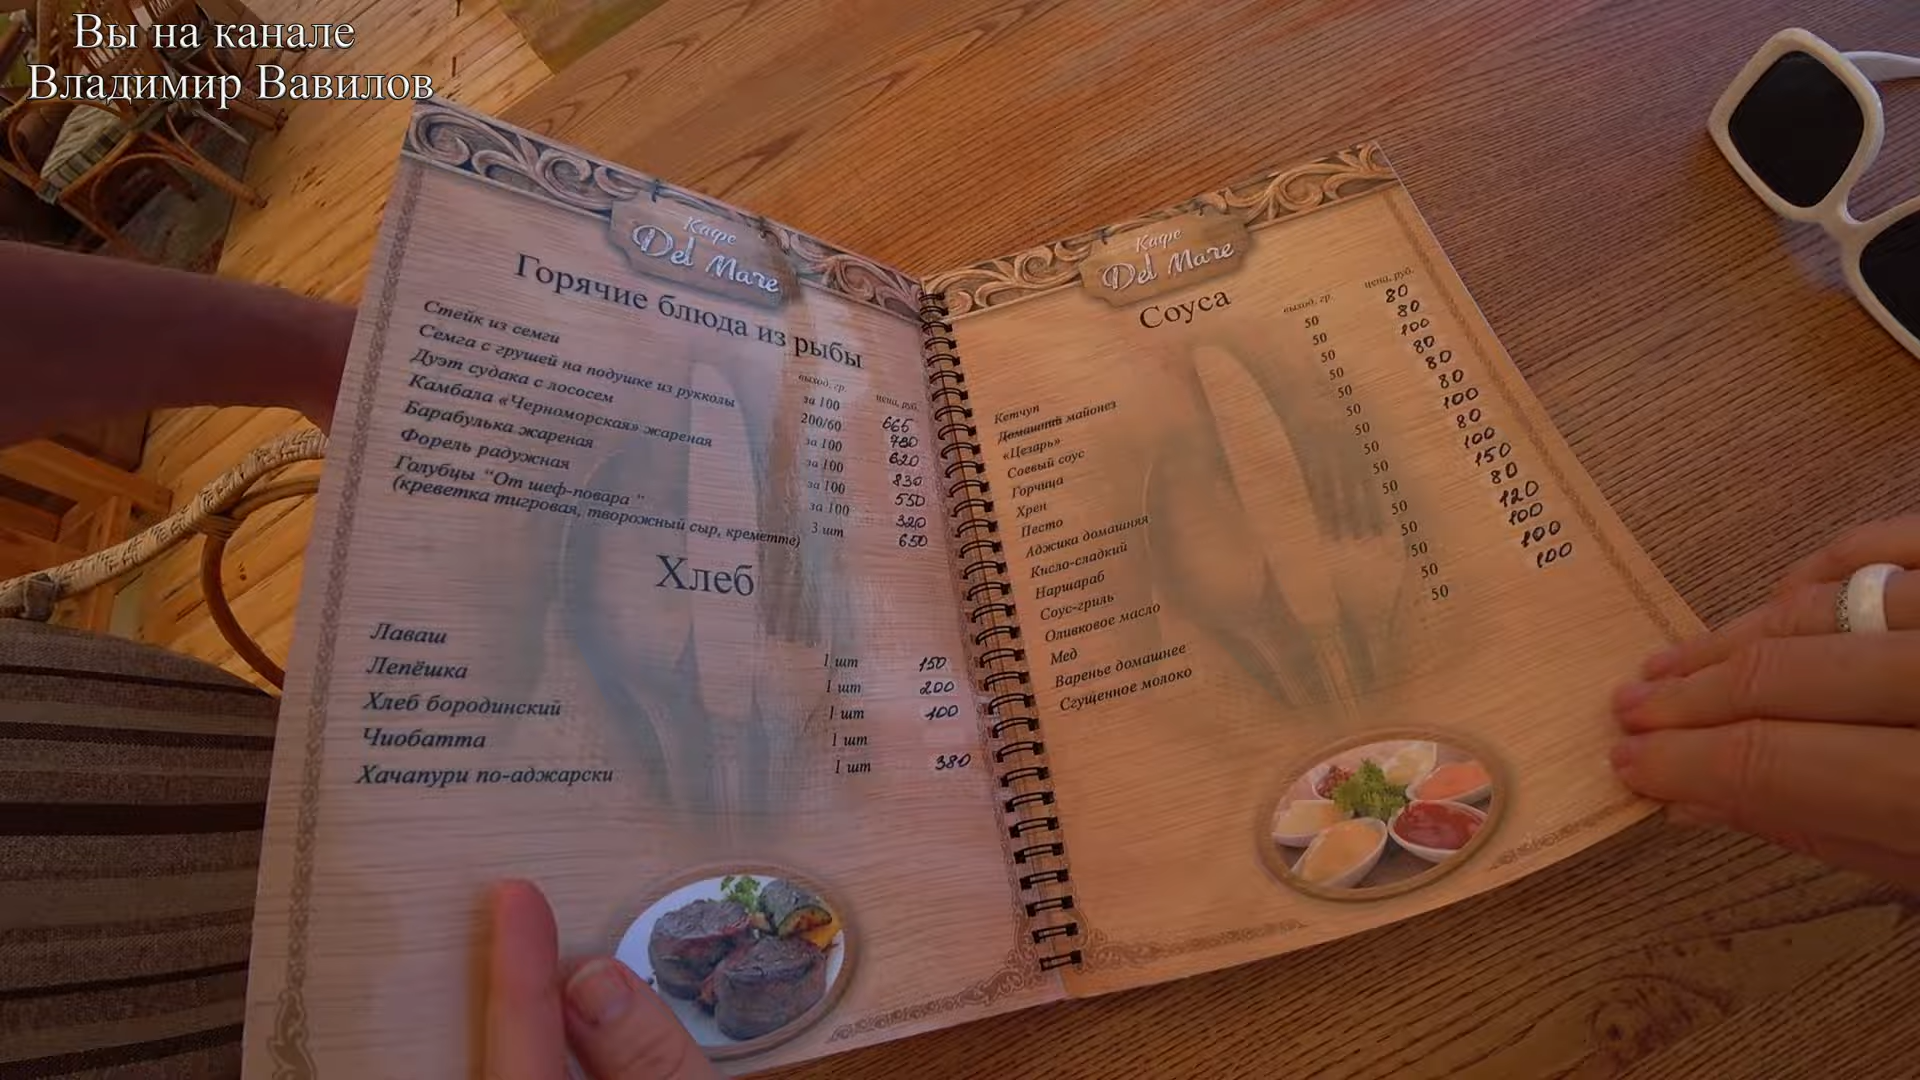 Вы на канале
Владимир Вавилов
Кафе
Del Mare
Горячие блюда из рыбы
выход, гр. цена, руб.
Стейк из семги за 100 665
Семга с грушей на подушке из рукколы 200/60 780
Дуэт судака с лососем за 100 620
Камбала «Черноморская» жареная за 100 830
Барабулька жареная за 100 550
Форель радужная за 100 320
Голубцы "От шеф-повара " 3 шт 650
(креветка тигровая, творожный сыр, креметте)
Хлеб
Лаваш 1 шт 150
Лепёшка 1 шт 200
Хлеб бородинский 1 шт 100
Чиобатта 1 шт
Хачапури по-аджарски 1 шт 380
Кафе
Del Mare
Соуса
выход, гр. цена, руб.
Кетчуп 50 80
Домашний майонез 50 80
«Цезарь» 50 100
Соевый соус 50 80
Горчица 50 80
Хрен 50 80
Песто 50 100
Аджика домашняя 50 80
Кисло-сладкий 50 100
Наршараб 50 150
Соус-гриль 50 80
Оливковое масло 50 120
Мед 50 100
Варенье домашнее 50 100
Сгущенное молоко 50 100